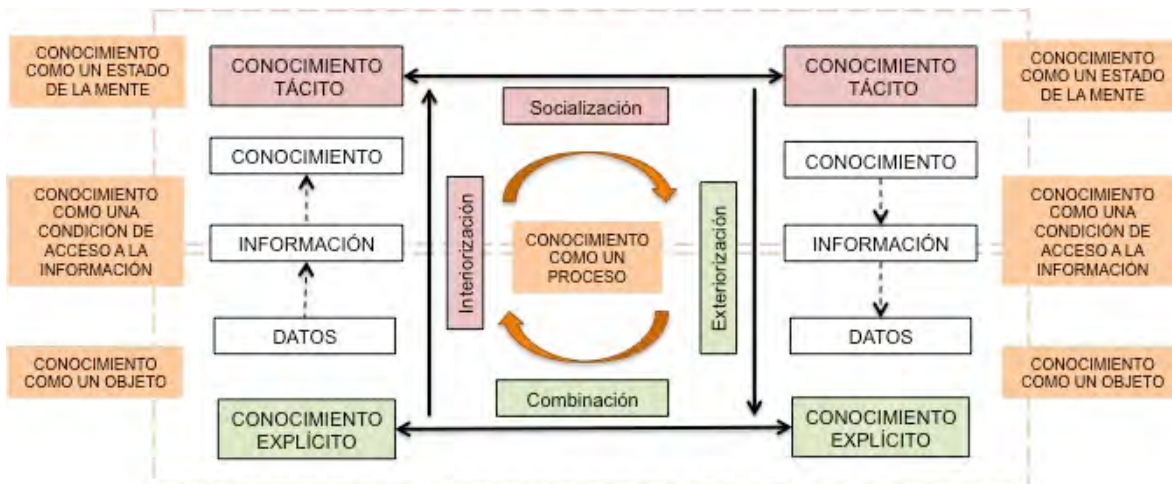 CONOCIMIENTO
COMO UN ESTADO
DE LA MENTE
CONOCIMIENTO
TÁCITO
CONOCIMIENTO
TÁCITO
CONOCIMIENTO
COMO UN ESTADO
DE LA MENTE
Socialización
CONOCIMIENTO
CONOCIMIENTO
CONOCIMIENTO
COMO UNA
CONDICIÓN DE
ACCESO A LA
INFORMACIÓN
INFORMACIÓN
Interiorización
CONOCIMIENTO
COMO UN
PROCESO
Exteriorización
INFORMACIÓN
CONOCIMIENTO
COMO UNA
CONDICIÓN DE
ACCESO A LA
INFORMACIÓN
DATOS
DATOS
CONOCIMIENTO
COMO UN OBJETO
CONOCIMIENTO
COMO UN OBJETO
Combinación
CONOCIMIENTO
EXPLÍCITO
CONOCIMIENTO
EXPLÍCITO